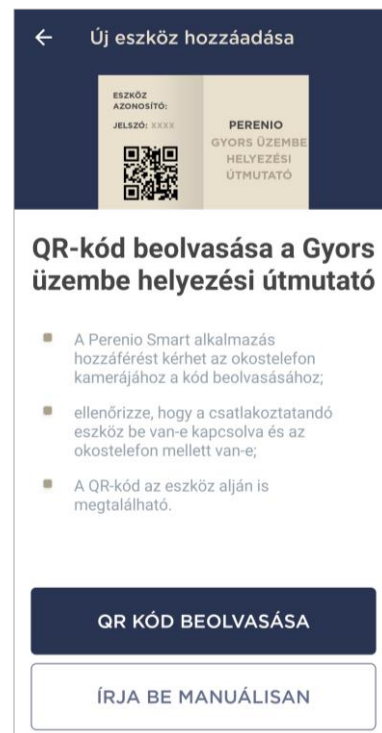 Új eszköz hozzáadása
ESZKÖZ
AZONOSÍTÓ:
JELSZÓ: XXXX
PERENIO
GYORS ÜZEMBE
HELYEZÉSI
ÚTMUTATÓ
QR-kód beolvasása a Gyors
üzembe helyezési útmutató
A Perenio Smart alkalmazás
hozzáférést kérhet az okostelefon
kamerájához a kód beolvasásához;
ellenőrizze, hogy a csatlakoztatandó
eszköz be van-e kapcsolva és az
okostelefon mellett van-e;
A QR-kód az eszköz alján is
megtalálható.
QR KÓD BEOLVASÁSA
ÍRJA BE MANUÁLISAN